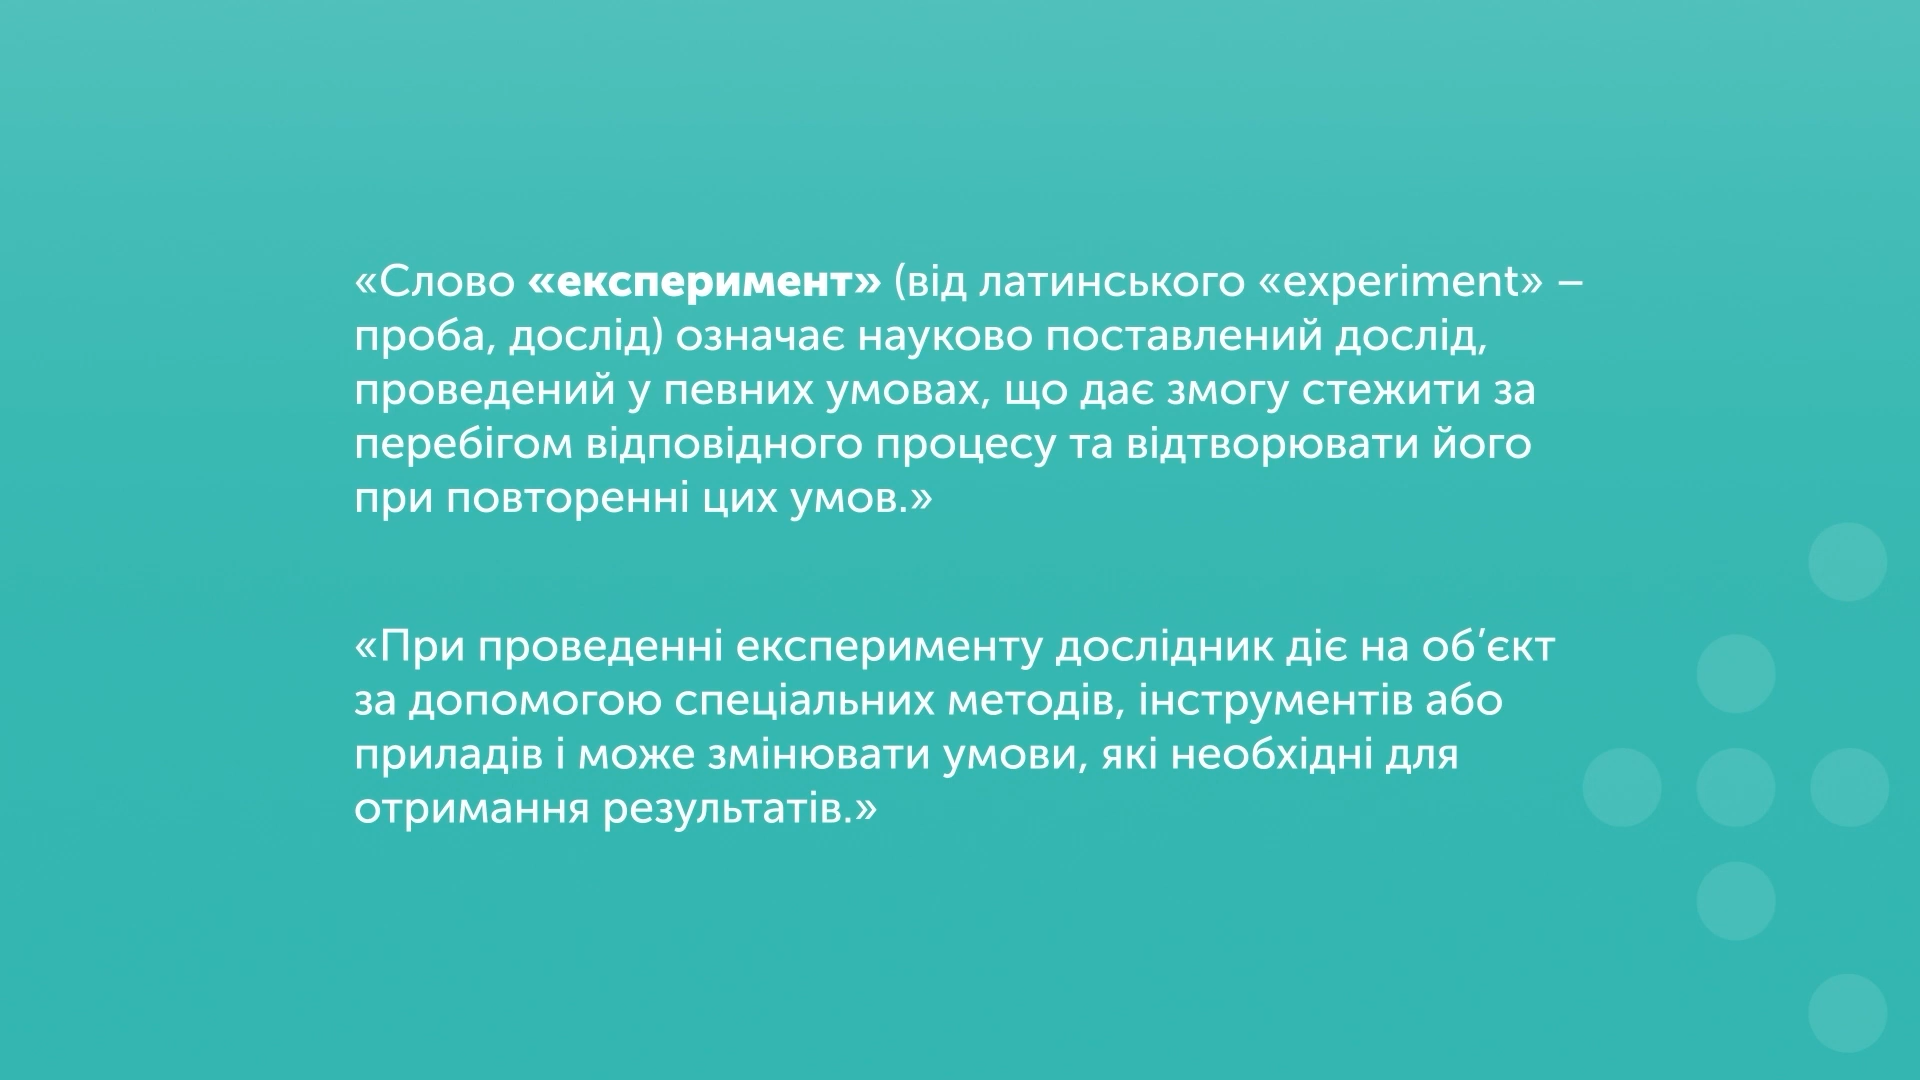 «Слово «експеримент» (від латинського «experiment» –
проба, дослід) означає науково поставлений дослід,
проведений у певних умовах, що дає змогу стежити за
перебігом відповідного процесу та відтворювати його
при повторенні цих умов.»
«При проведенні експерименту дослідник діє на об’єкт
за допомогою спеціальних методів, інструментів або
приладів і може змінювати умови, які необхідні для
отримання результатів.»